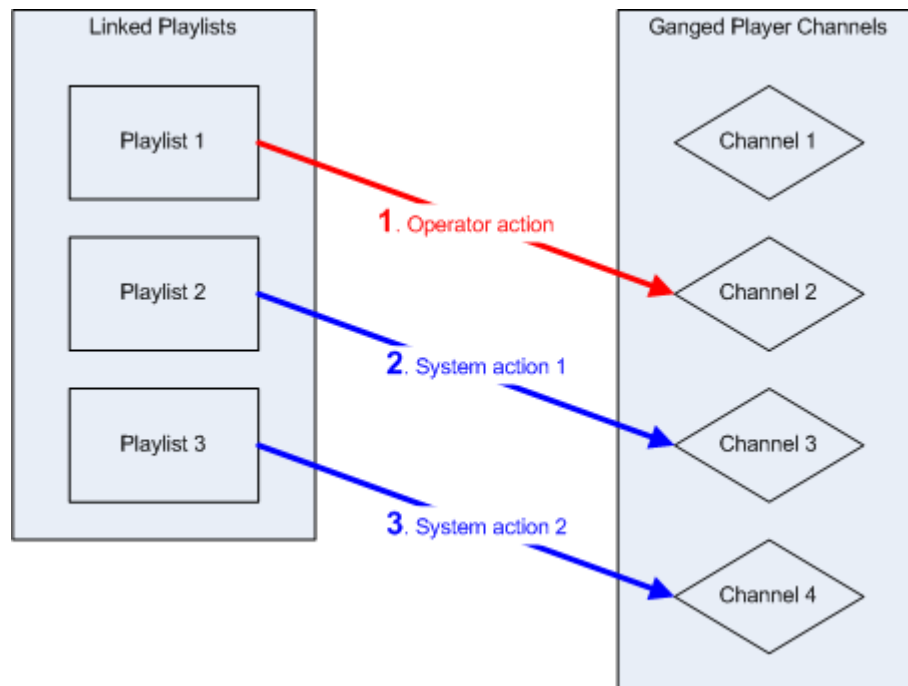 Linked Playlists
Ganged Player Channels
Playlist 1
Channel 1
1. Operator action
Playlist 2
Channel 2
2. System action 1
Playlist 3
Channel 3
3. System action 2
Channel 4